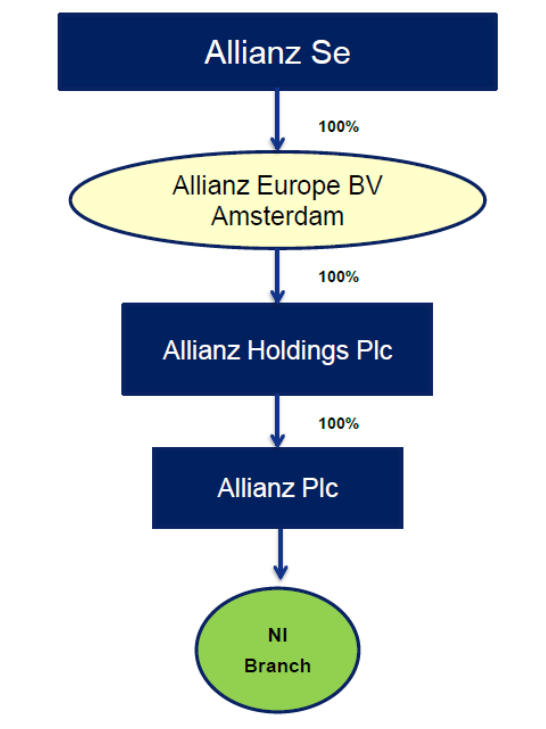 Allianz Se
100%
Allianz Europe BV
Amsterdam
100%
Allianz Holdings Plc
100%
Allianz Plc
NI
Branch